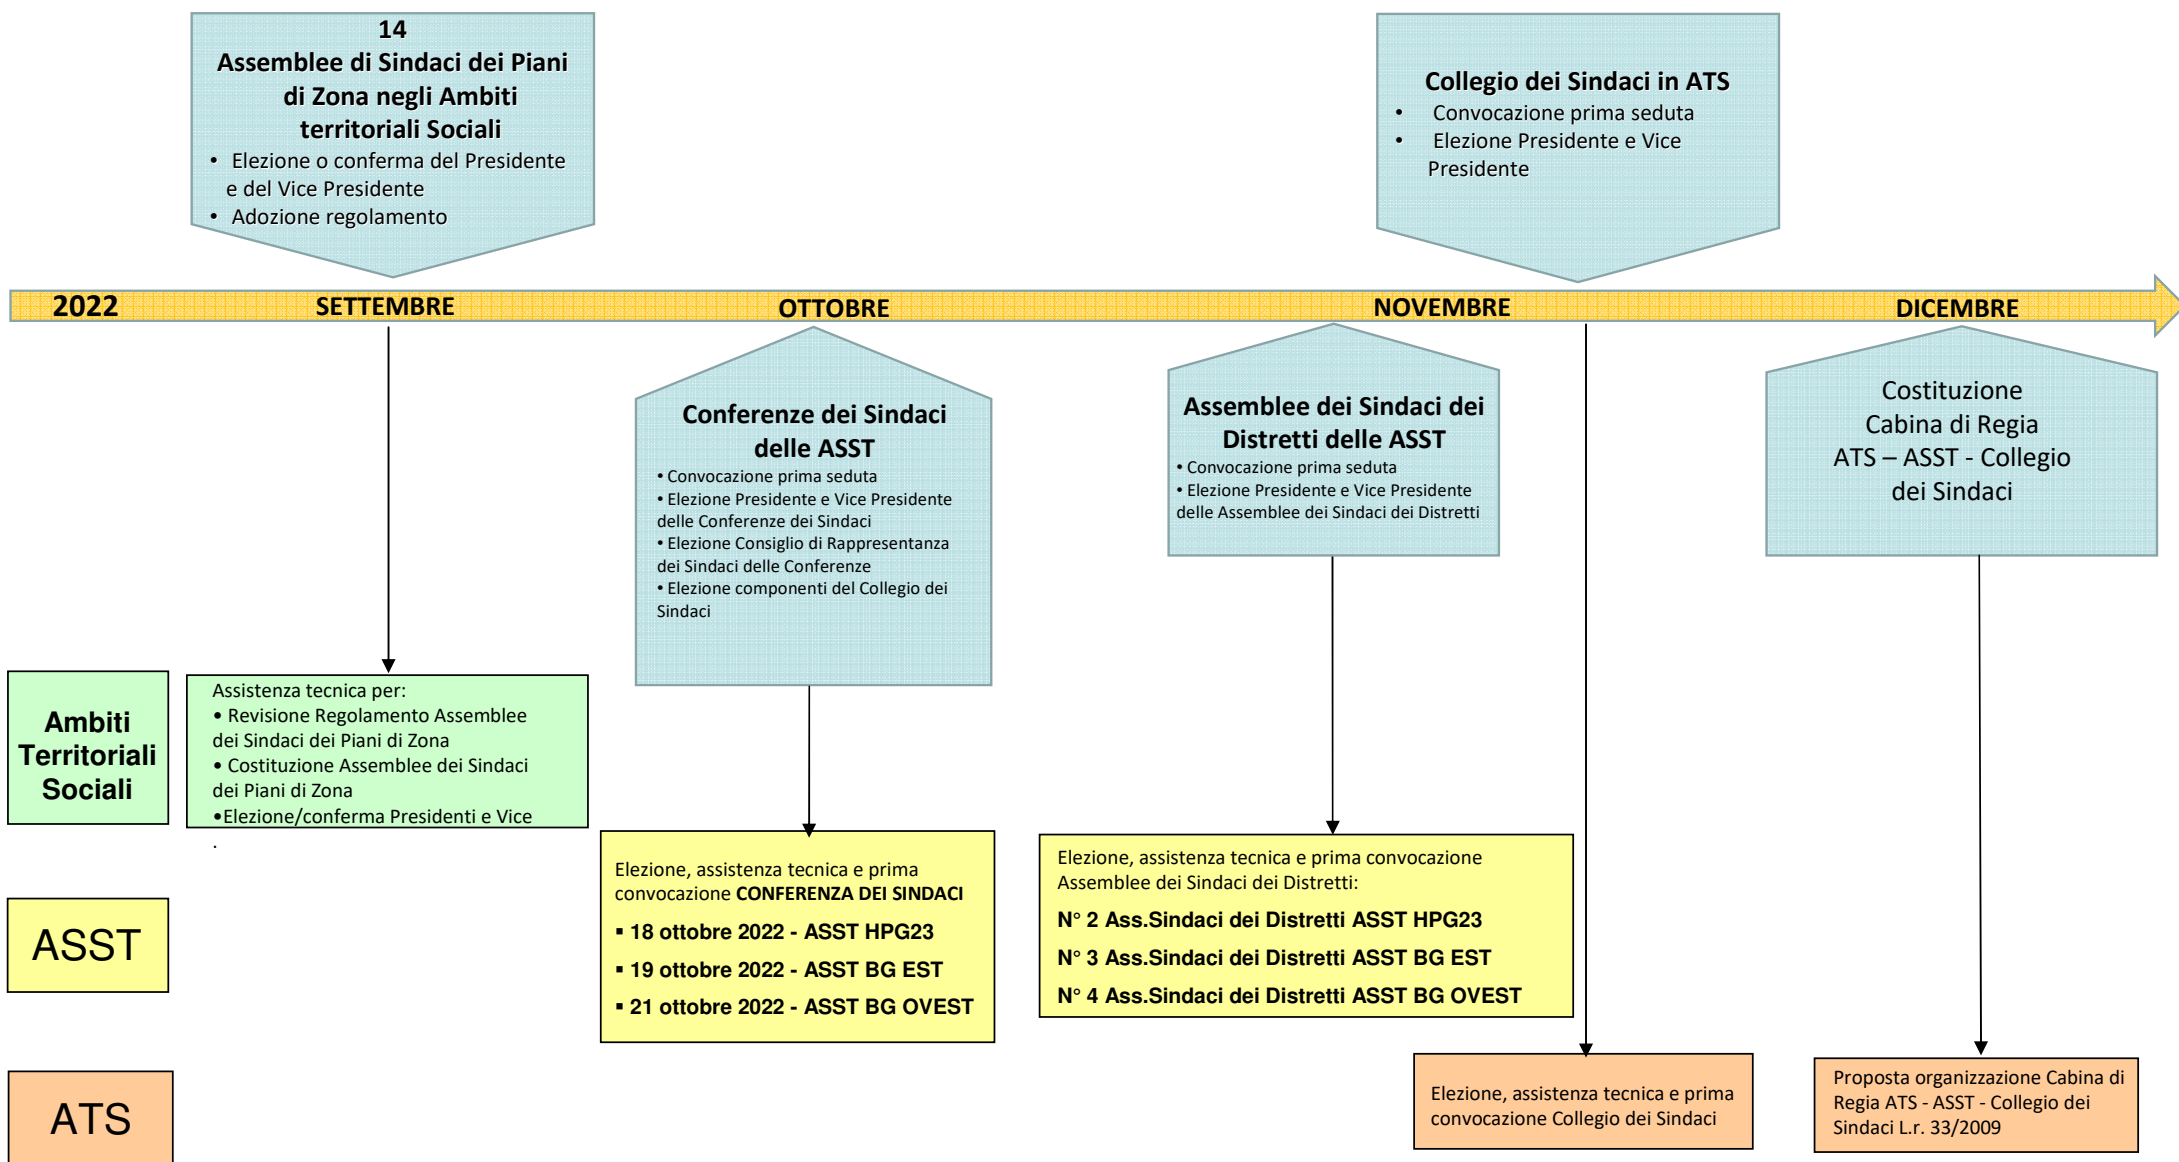 14
Assemblee di Sindaci dei Piani
di Zona negli Ambiti
territoriali Sociali
• Elezione o conferma del Presidente
e del Vice Presidente
• Adozione regolamento
Collegio dei Sindaci in ATS
• Convocazione prima seduta
• Elezione Presidente e Vice
Presidente
2022 SETTEMBRE OTTOBRE NOVEMBRE DICEMBRE
Conferenze dei Sindaci
delle ASST
• Convocazione prima seduta
• Elezione Presidente e Vice Presidente
delle Conferenze dei Sindaci
• Elezione Consiglio di Rappresentanza
dei Sindaci delle Conferenze
• Elezione componenti del Collegio dei
Sindaci
Assemblee dei Sindaci dei
Distretti delle ASST
• Convocazione prima seduta
• Elezione Presidente e Vice Presidente
delle Assemblee dei Sindaci dei Distretti
Costituzione
Cabina di Regia
ATS – ASST - Collegio
dei Sindaci
Ambiti
Territoriali
Sociali
Assistenza tecnica per:
• Revisione Regolamento Assemblee
dei Sindaci dei Piani di Zona
• Costituzione Assemblee dei Sindaci
dei Piani di Zona
•Elezione/conferma Presidenti e Vice
.
ASST
Elezione, assistenza tecnica e prima
convocazione CONFERENZA DEI SINDACI
▪ 18 ottobre 2022 - ASST HPG23
▪ 19 ottobre 2022 - ASST BG EST
▪ 21 ottobre 2022 - ASST BG OVEST
Elezione, assistenza tecnica e prima convocazione
Assemblee dei Sindaci dei Distretti:
N° 2 Ass.Sindaci dei Distretti ASST HPG23
N° 3 Ass.Sindaci dei Distretti ASST BG EST
N° 4 Ass.Sindaci dei Distretti ASST BG OVEST
ATS
Elezione, assistenza tecnica e prima
convocazione Collegio dei Sindaci
Proposta organizzazione Cabina di
Regia ATS - ASST - Collegio dei
Sindaci L.r. 33/2009